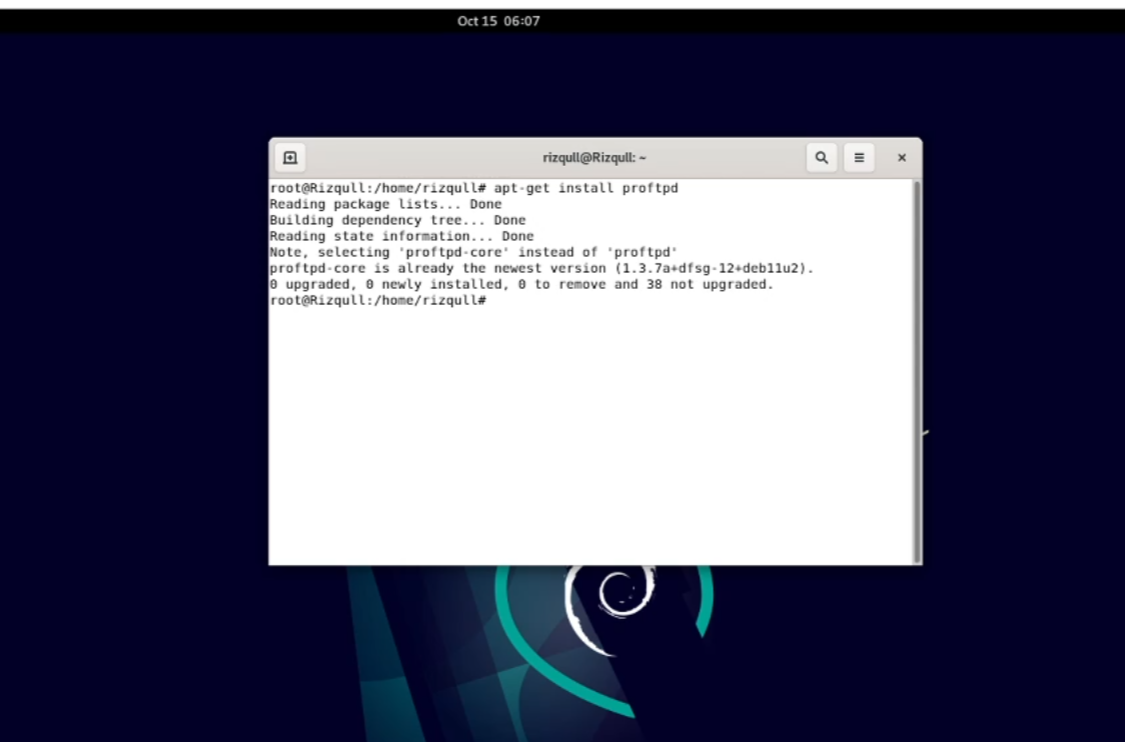 Oct 15 06:07
rizqull@Rizqull: ~
root@Rizqull:/home/rizqull# apt-get install proftpd
Reading package lists... Done
Building dependency tree... Done
Reading state information... Done
Note, selecting 'proftpd-core' instead of 'proftpd'
proftpd-core is already the newest version (1.3.7a+dfsg-12+deb11u2).
0 upgraded, 0 newly installed, 0 to remove and 38 not upgraded.
root@Rizqull:/home/rizqull#